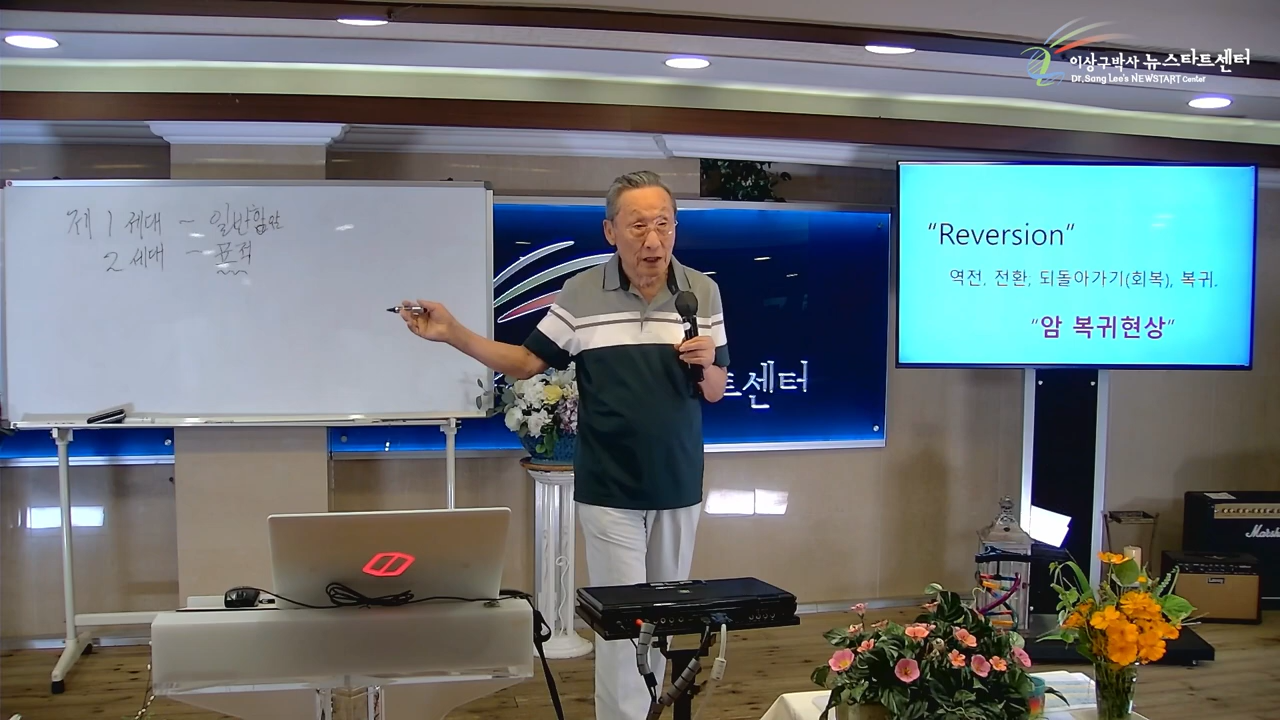 이상구박사 뉴스타트센터
Dr. Sang Lee's NEWSTART Center
제 1 세대 ~ 일반항암
2 세대 ~ 표적
“Reversion”
역전, 전환, 되돌아가기(회복), 복귀.
“암 복귀현상”
트센터
Marshall
Laney